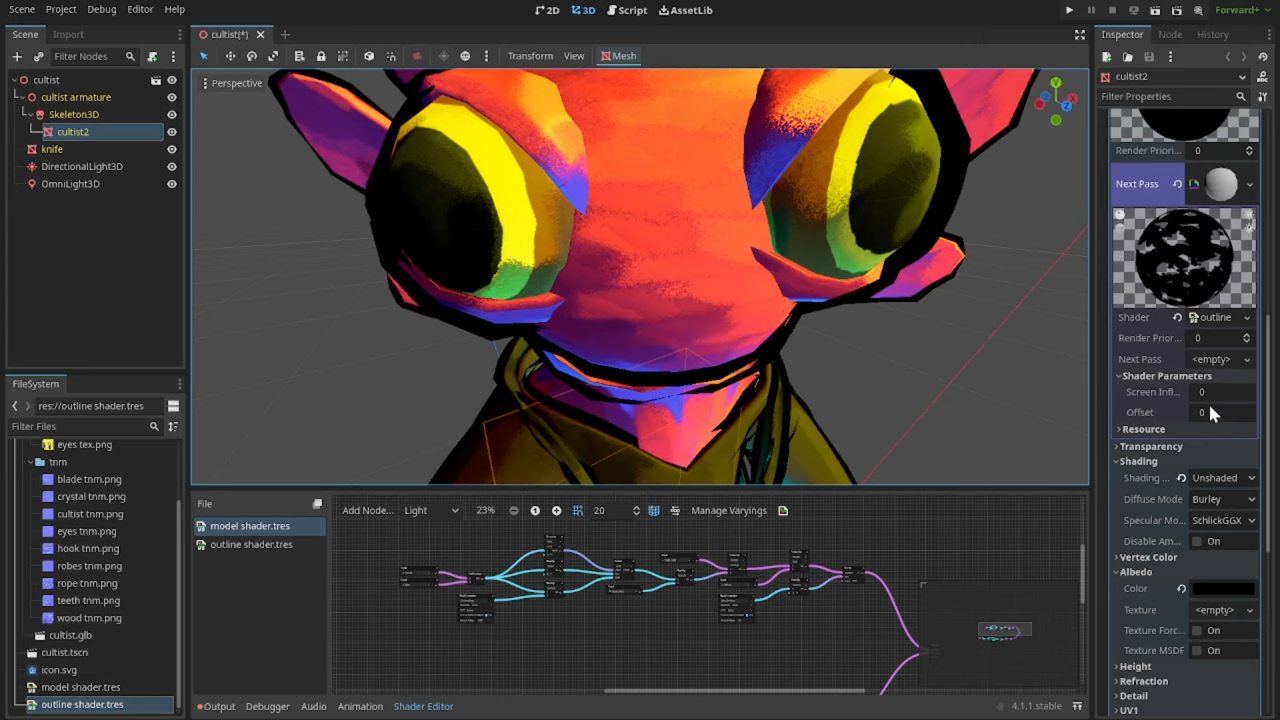 Scene Project Debug Editor Help
2D 3D Script AssetLib
Forward+
Scene Import
Filter Nodes
cultist
cultist armature
Skeleton3D
cultist2
knife
DirectionalLight3D
OmniLight3D
FileSystem
res://outline shader.tres
Filter Files
eyes tex.png
tnm
blade tnm.png
crystal tnm.png
cultist tnm.png
eyes tnm.png
hook tnm.png
robes tnm.png
rope tnm.png
teeth tnm.png
wood tnm.png
cultist.glb
cultist.tscn
icon.svg
model shader.tres
outline shader.tres
cultist(*)
Transform View Mesh
Perspective
Y
X
Z
File
model shader.tres
outline shader.tres
Add Node... Light 23% 20 Manage Varyings
Output Debugger Audio Animation Shader Editor
4.1.1.stable
Inspector Node History
cultist2
Filter Properties
Render Priori... 0
Next Pass
Shader outline
Render Prior... 0
Next Pass <empty>
Shader Parameters
Screen Infl... 0
Offset 0
Resource
Transparency
Shading
Shading ... Unshaded
Diffuse Mode Burley
Specular Mo... SchlickGGX
Disable Am... On
Vertex Color
Albedo
Color
Texture <empty>
Texture Forc... On
Texture MSDF On
Height
Refraction
Detail
UV1